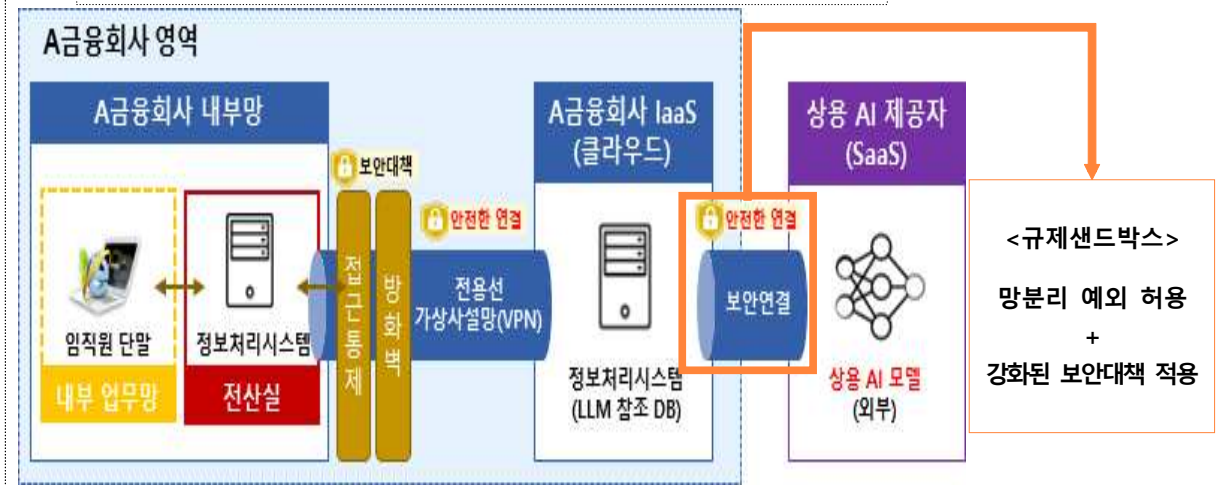 A금융회사 영역
A금융회사 내부망
임직원 단말
내부 업무망
정보처리시스템
전산실
보안대책
접근통제
방화벽
안전한 연결
전용선
가상사설망(VPN)
A금융회사 IaaS
(클라우드)
정보처리시스템
(LLM 참조 DB)
안전한 연결
보안연결
상용 AI 제공자
(SaaS)
상용 AI 모델
(외부)
<규제샌드박스>
망분리 예외 허용
+
강화된 보안대책 적용